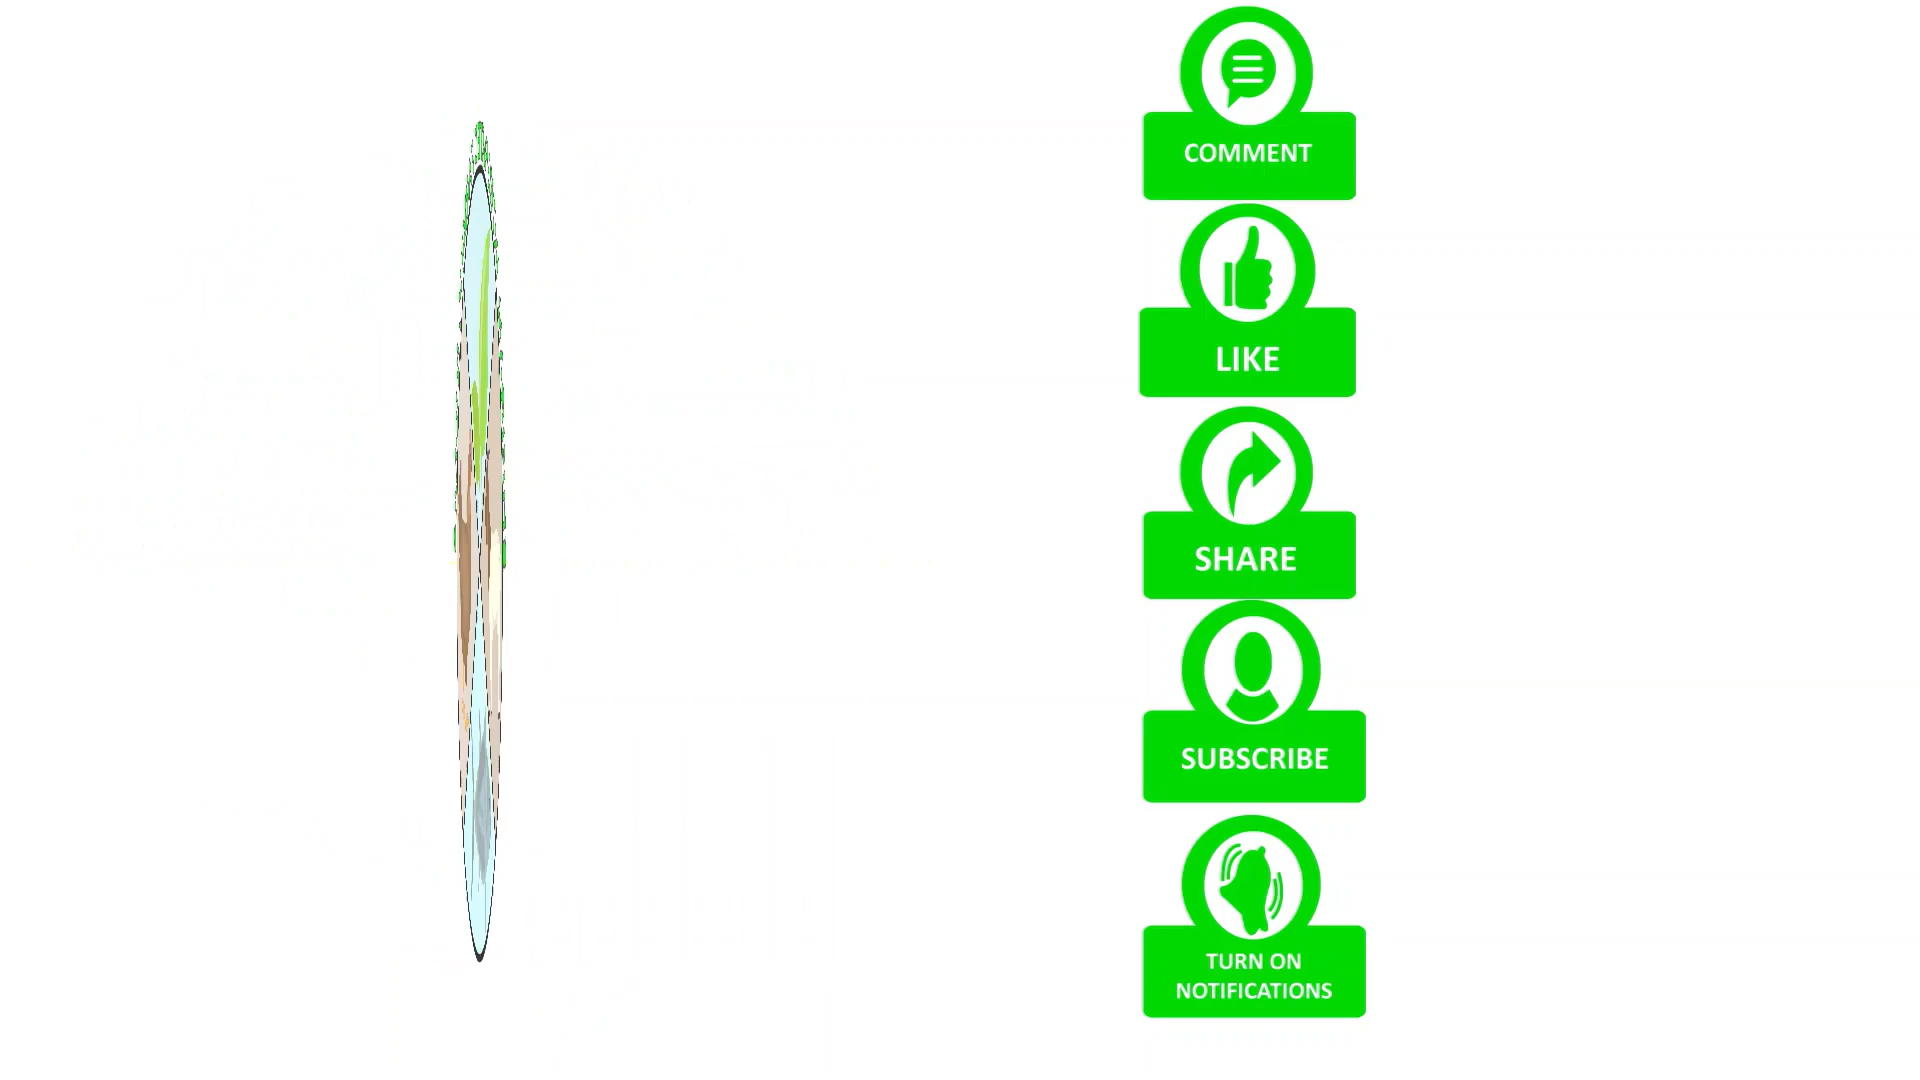 COMMENT
LIKE
SHARE
SUBSCRIBE
TURN ON
NOTIFICATIONS